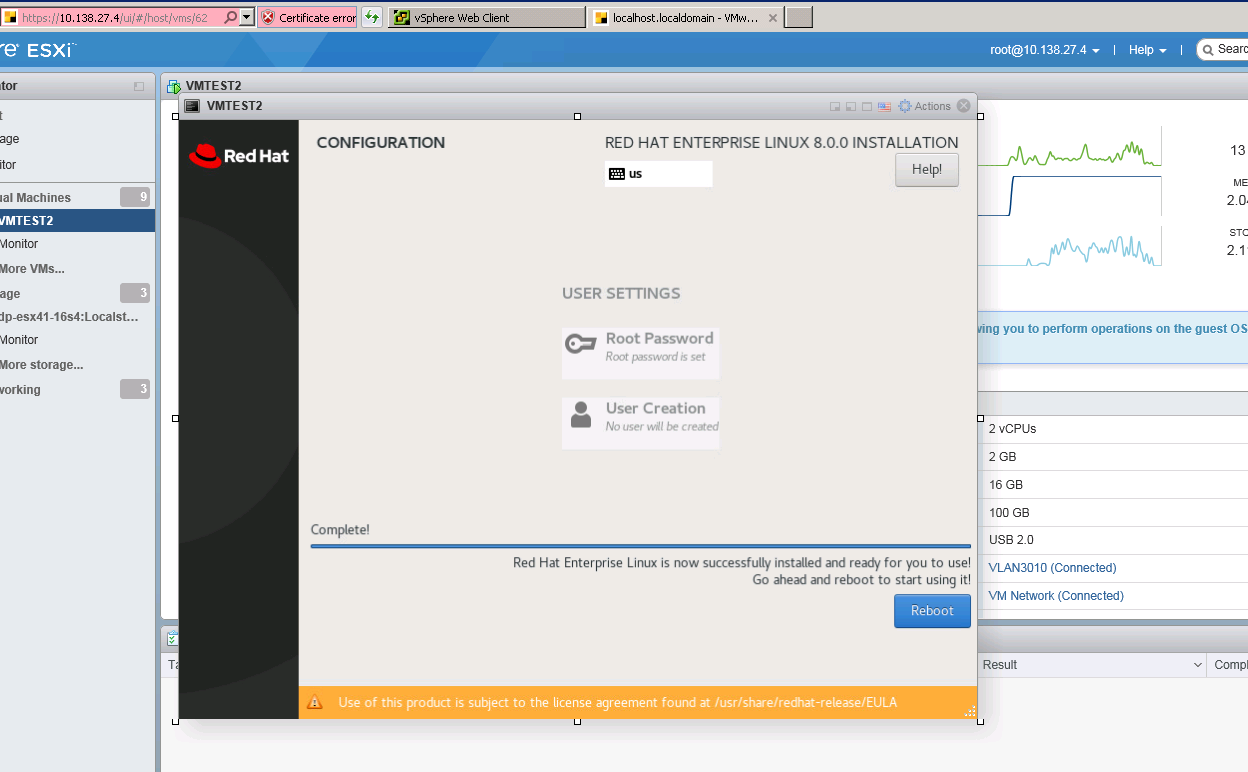 https://10.138.27.4/ui/#/host/vms/62
Certificate error
vSphere Web Client
localhost.localdomain - VMw...
re ESXi
root@10.138.27.4
Help
Searc
tor
VMTEST2
VMTEST2
Actions
t
age
itor
ual Machines 9
VMTEST2
Monitor
More VMs...
age 3
dp-esx41-16s4:Localst...
Monitor
More storage...
working 3
Red Hat
CONFIGURATION
RED HAT ENTERPRISE LINUX 8.0.0 INSTALLATION
us
Help!
USER SETTINGS
Root Password
Root password is set
User Creation
No user will be created
Complete!
Red Hat Enterprise Linux is now successfully installed and ready for you to use!
Go ahead and reboot to start using it!
Reboot
Use of this product is subject to the license agreement found at /usr/share/redhat-release/EULA
13
ME
2.04
STO
2.1
ving you to perform operations on the guest OS
2 vCPUs
2 GB
16 GB
100 GB
USB 2.0
VLAN3010 (Connected)
VM Network (Connected)
Ta
Result
Compl